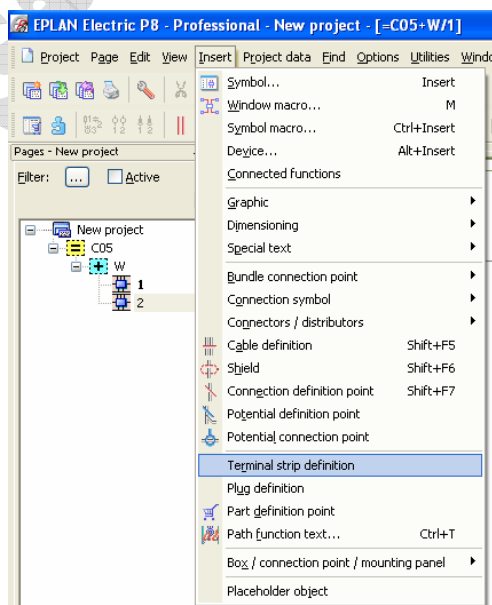 EPLAN Electric P8 - Professional - New project - [=C05+W/1]
Project Page Edit View Insert Project data Find Options Utilities Windo
Pages - New project
Filter: ... Active
New project
C05
W
1
2
Symbol... Insert
Window macro... M
Symbol macro... Ctrl+Insert
Device... Alt+Insert
Connected functions
Graphic
Dimensioning
Special text
Bundle connection point
Connection symbol
Connectors / distributors
Cable definition Shift+F5
Shield Shift+F6
Connection definition point Shift+F7
Potential definition point
Potential connection point
Terminal strip definition
Plug definition
Part definition point
Path function text... Ctrl+T
Box / connection point / mounting panel
Placeholder object